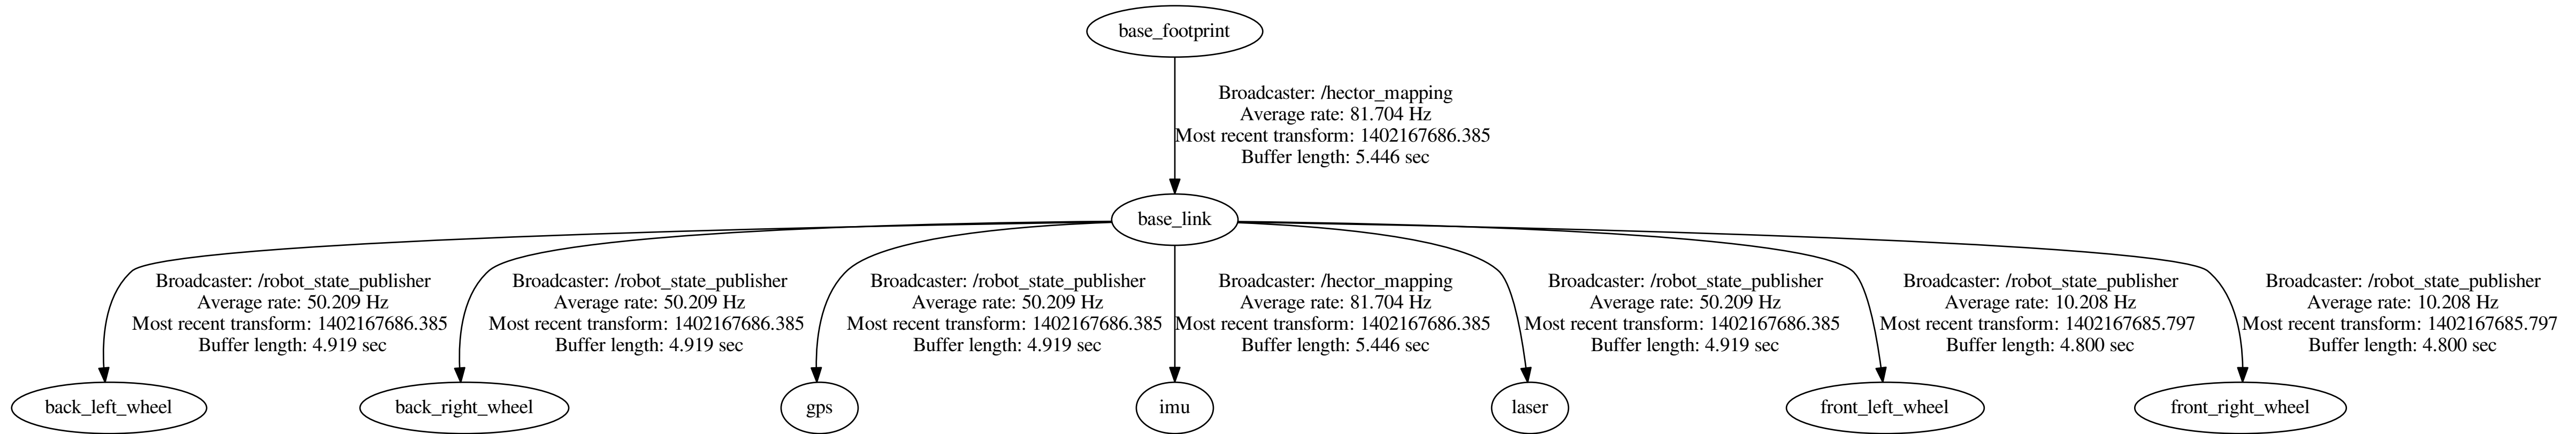 base_footprint
Broadcaster: /hector_mapping
Average rate: 81.704 Hz
Most recent transform: 1402167686.385
Buffer length: 5.446 sec
base_link
Broadcaster: /robot_state_publisher
Average rate: 50.209 Hz
Most recent transform: 1402167686.385
Buffer length: 4.919 sec
Broadcaster: /robot_state_publisher
Average rate: 50.209 Hz
Most recent transform: 1402167686.385
Buffer length: 4.919 sec
Broadcaster: /robot_state_publisher
Average rate: 50.209 Hz
Most recent transform: 1402167686.385
Buffer length: 4.919 sec
Broadcaster: /hector_mapping
Average rate: 81.704 Hz
Most recent transform: 1402167686.385
Buffer length: 5.446 sec
Broadcaster: /robot_state_publisher
Average rate: 50.209 Hz
Most recent transform: 1402167686.385
Buffer length: 4.919 sec
Broadcaster: /robot_state_publisher
Average rate: 10.208 Hz
Most recent transform: 1402167685.797
Buffer length: 4.800 sec
Broadcaster: /robot_state_publisher
Average rate: 10.208 Hz
Most recent transform: 1402167685.797
Buffer length: 4.800 sec
back_left_wheel
back_right_wheel
gps
imu
laser
front_left_wheel
front_right_wheel